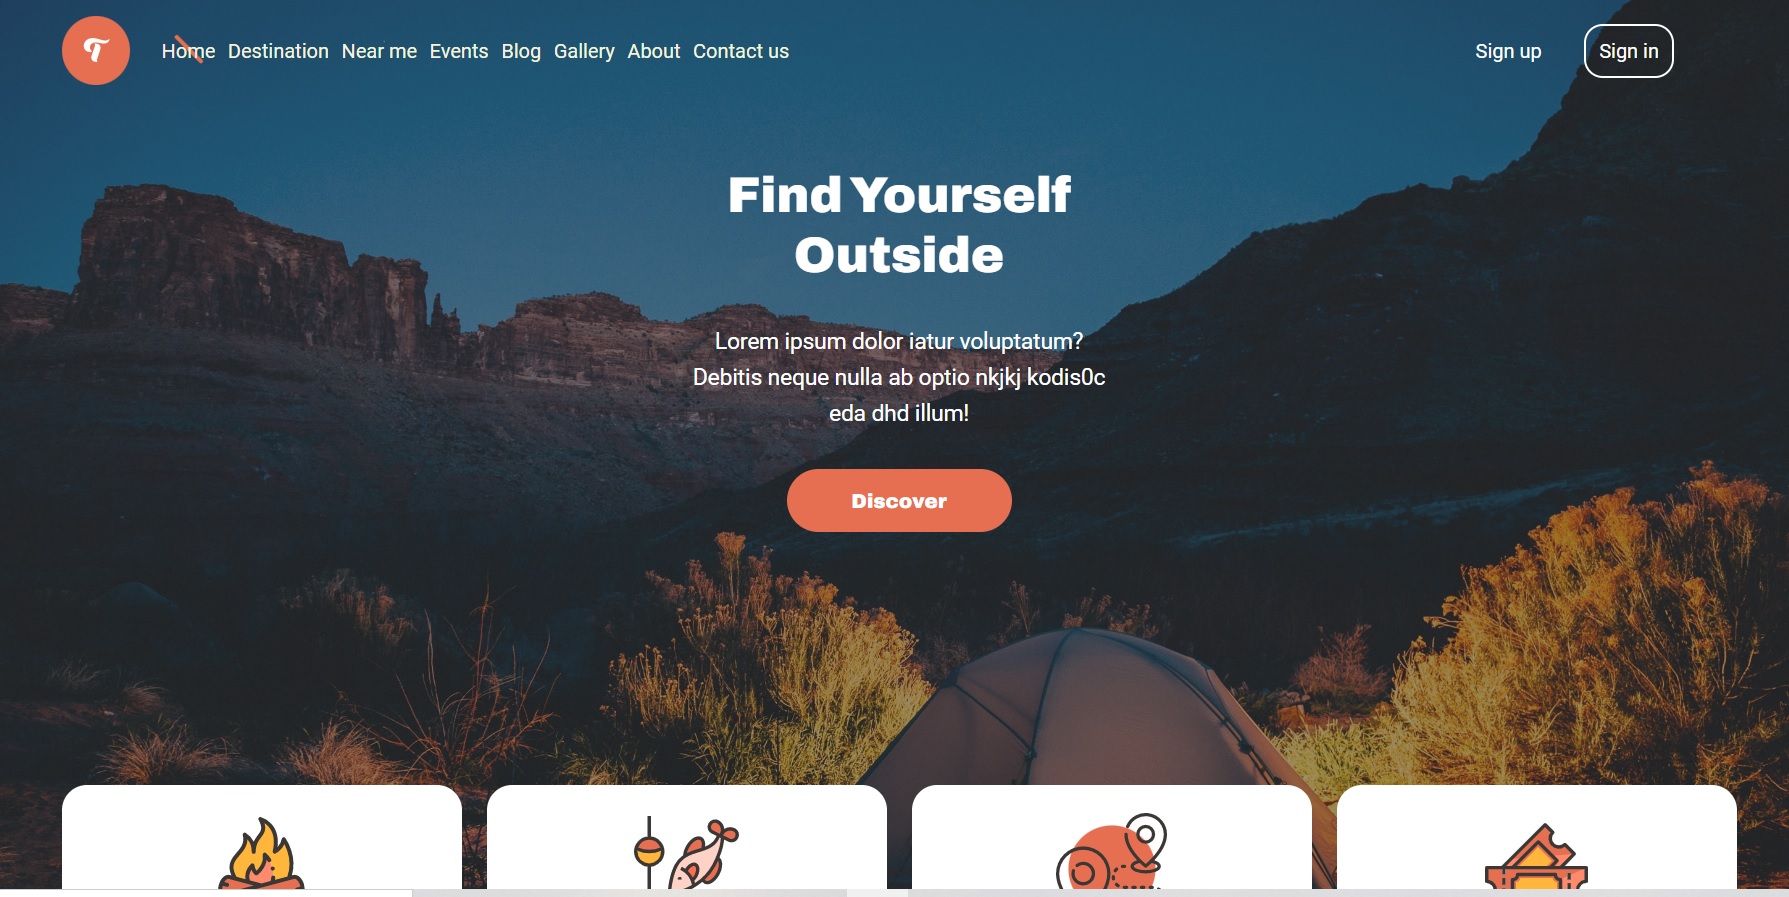 T
Home Destination Near me Events Blog Gallery About Contact us
Sign up Sign in
Find Yourself
Outside
Lorem ipsum dolor iatur voluptatum?
Debitis neque nulla ab optio nkjkj kodis0c
eda dhd illum!
Discover